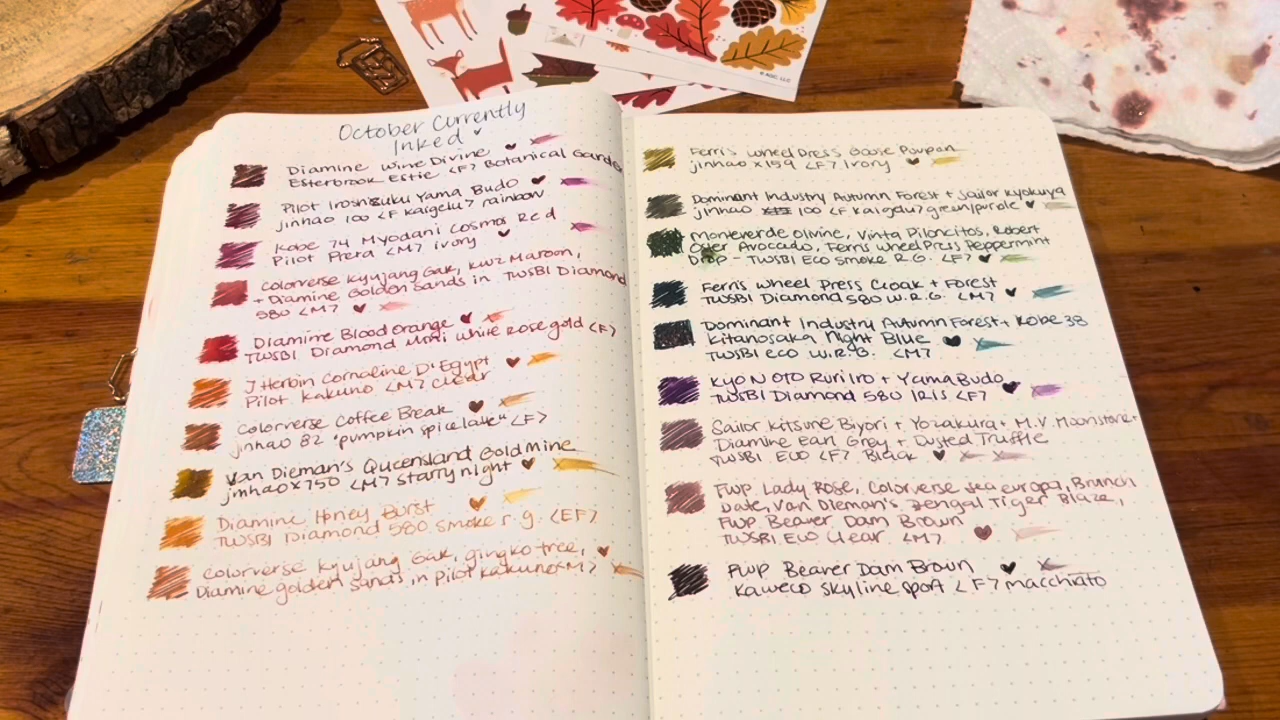 October Currently
Inked
Diamine Wine Divine
Esterbrook Estie <F> Botanical Garden
Pilot Iroshizuku Yama Budo
jinhao 100 <F kaigelu> rainbow
Kobe 74 Myodani Cosmos Red
Pilot Prera <M> ivory
Colorverse Kyujang Gak, KWZ Maroon,
+ Diamine Golden Sands in TWSBI Diamond
580 <M>
Diamine Blood Orange
TWSBI Diamond Mini white Rose gold <F>
J Herbin Cornaline D'Egypt
Pilot Kakuno <M> clear
Colorverse Coffee Break
jinhao 82 "pumpkin spice latte" <F>
Van Dieman's Queensland Gold Mine
jinhao x750 <M> starry night
Diamine Honey Burst
TWSBI Diamond 580 smoke r.g. <EF>
Colorverse Kyujang Gak, gingko tree,
Diamine golden sands in pilot kakuno <M>
Ferris Wheel Press Goose Poupon
jinhao x159 <F> Ivory
Dominant Industry Autumn Forest + Sailor kyokuya
jinhao 100 <F kaigelu> green/purple
Monteverde Olivine, Vinta Piloncitos, Robert
Oster Avocado, Ferris Wheel Press Peppermint
Drop - TWSBI Eco Smoke R.G. <F>
Ferris Wheel Press Cloak + Forest
TWSBI Diamond 580 W.R.G. <M>
Dominant Industry Autumn Forest + Kobe 38
Kitanosaka Night Blue
TWSBI eco W.R.G. <M>
Kyo No Oto Ruri Iro + Yama Budo
TWSBI Diamond 580 Iris <F>
Sailor Kitsune Biyori + Yozakura + M.V. Moonstone +
Diamine Earl Grey + Dusted Truffle
TWSBI Eco <F> Black
FWP Lady Rose, Colorverse Sea Europa, Brunch
Date, Van Dieman's Bengal Tiger Blaze,
FWP Beaver Dam Brown
TWSBI Eco Clear <M>
FWP Beaver Dam Brown
Kaweco Skyline Sport <F> macchiato
© AGC, LLC